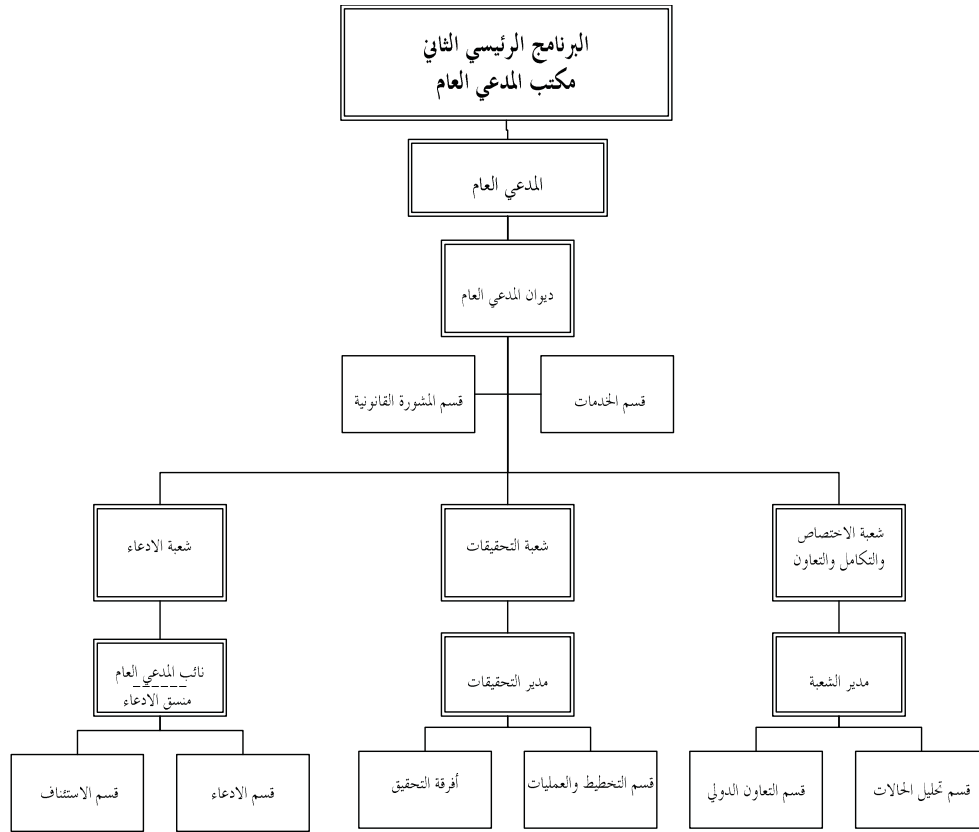 البرنامج الرئيسي الثاني
مكتب المدعي العام
المدعي العام
ديوان المدعي العام
قسم الخدمات
قسم المشورة القانونية
شعبة الاختصاص
والتكامل والتعاون
شعبة التحقيقات
شعبة الادعاء
مدير الشعبة
مدير التحقيقات
نائب المدعي العام
منسق الادعاء
قسم تحليل الحالات
قسم التعاون الدولي
قسم التخطيط والعمليات
أفرقة التحقيق
قسم الادعاء
قسم الاستئناف